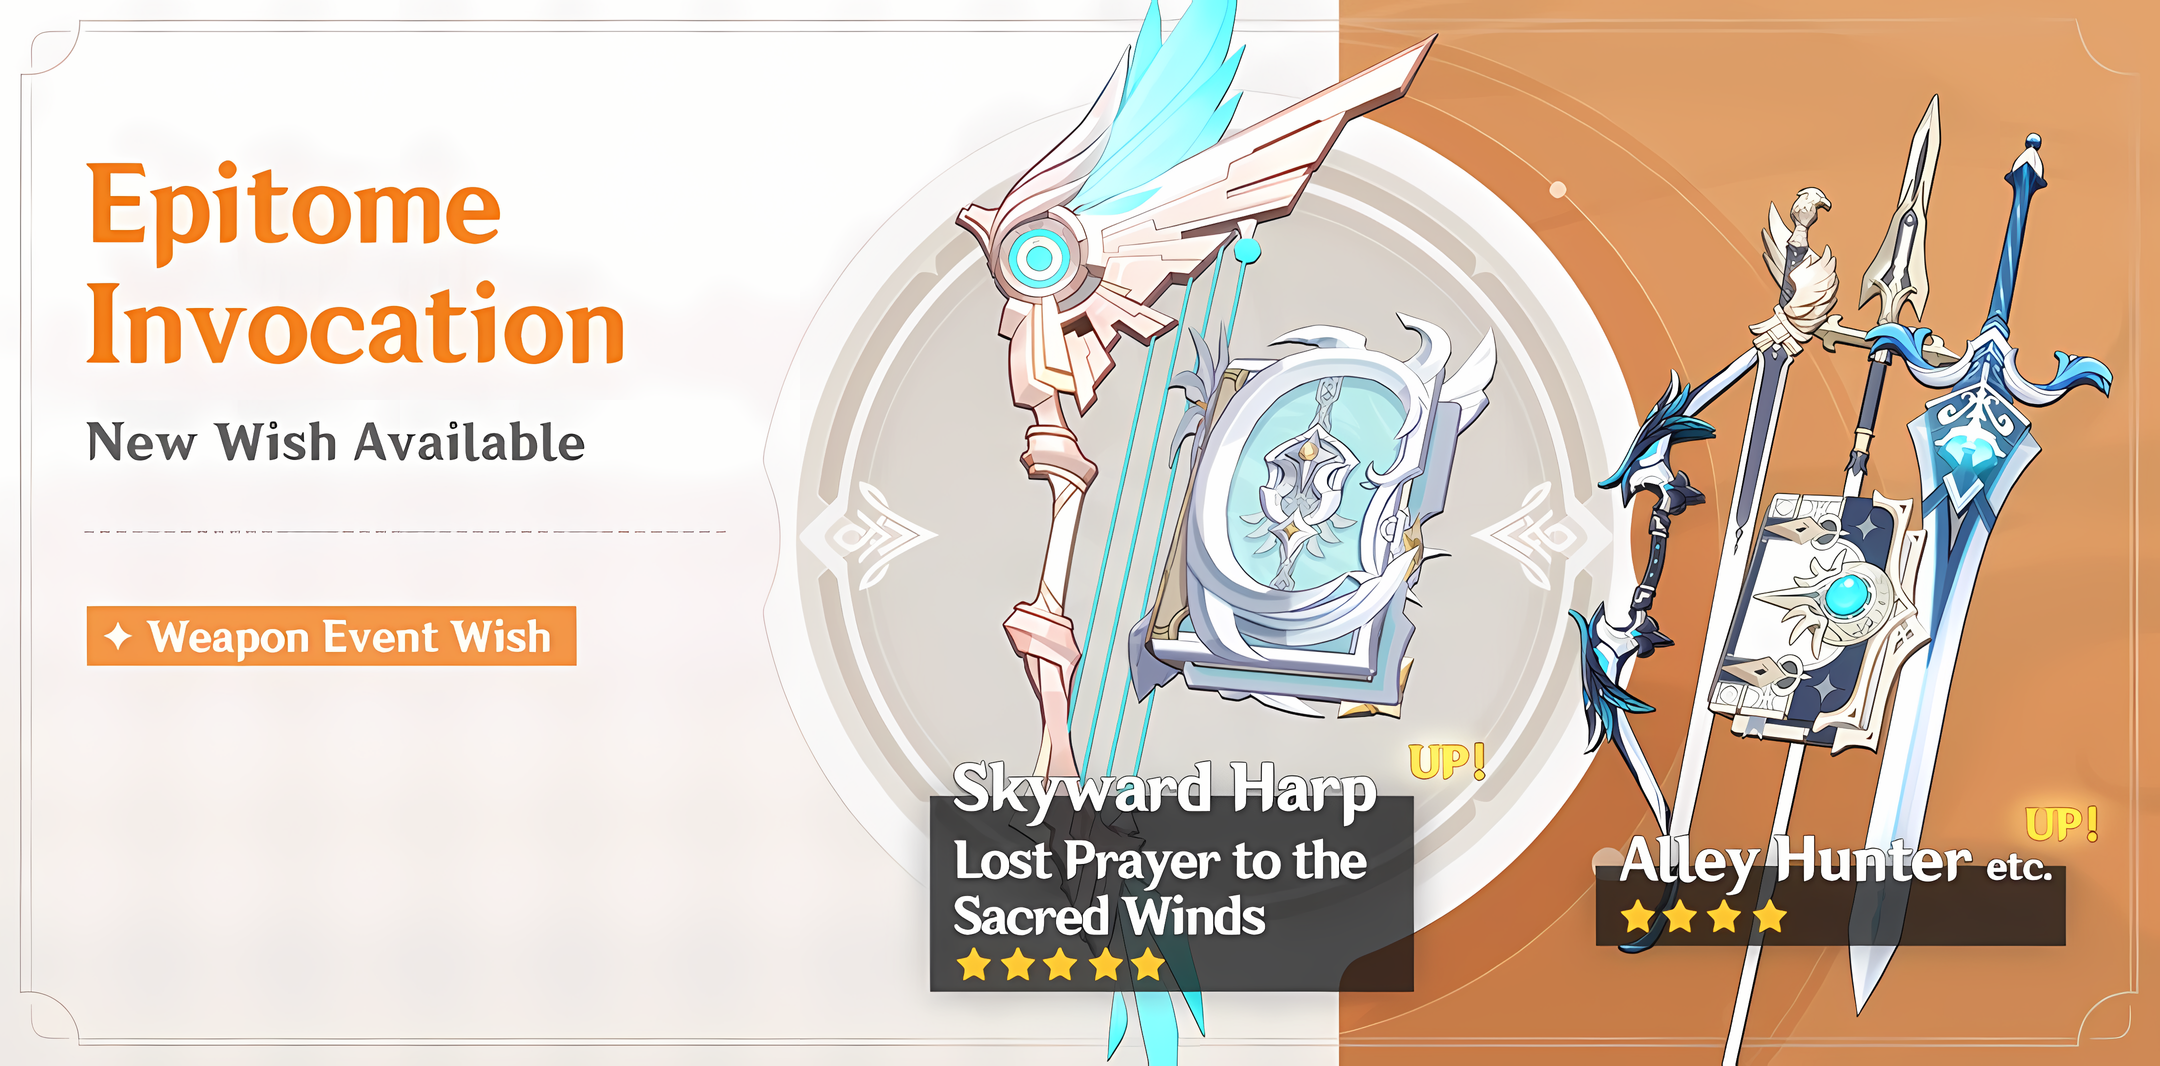 Epitome
Invocation
New Wish Available
Weapon Event Wish
UP!
Skyward Harp
Lost Prayer to the
Sacred Winds
UP!
Alley Hunter etc.